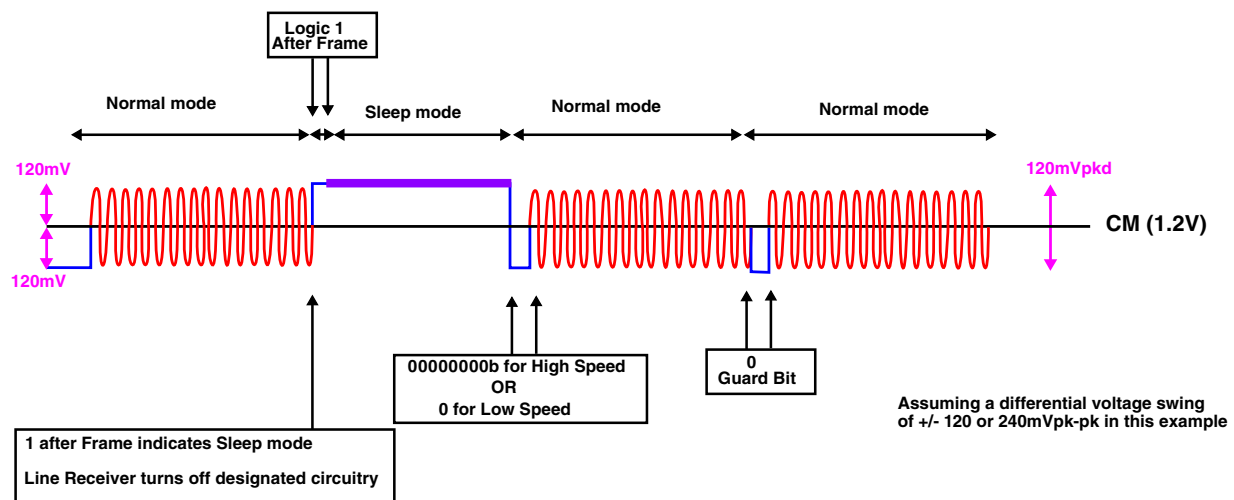 Logic 1
After Frame
Normal mode
Sleep mode
Normal mode
Normal mode
120mV
120mVpkd
CM (1.2V)
120mV
00000000b for High Speed
OR
0 for Low Speed
0
Guard Bit
Assuming a differential voltage swing
of +/- 120 or 240mVpk-pk in this example
1 after Frame indicates Sleep mode
Line Receiver turns off designated circuitry